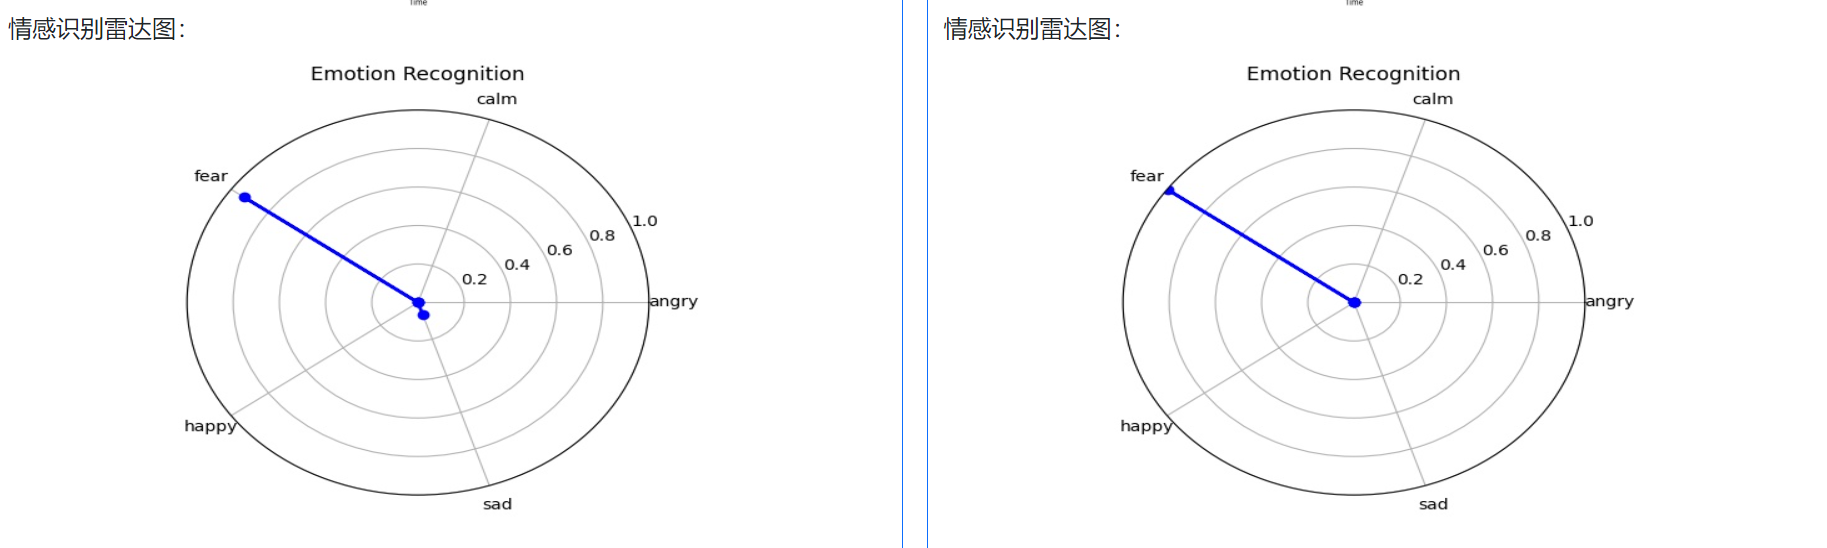 Time
情感识别雷达图：
Emotion Recognition
calm
fear
1.0
0.8
0.6
0.4
0.2
angry
happy
sad
Time
情感识别雷达图：
Emotion Recognition
calm
fear
1.0
0.8
0.6
0.4
0.2
angry
happy
sad